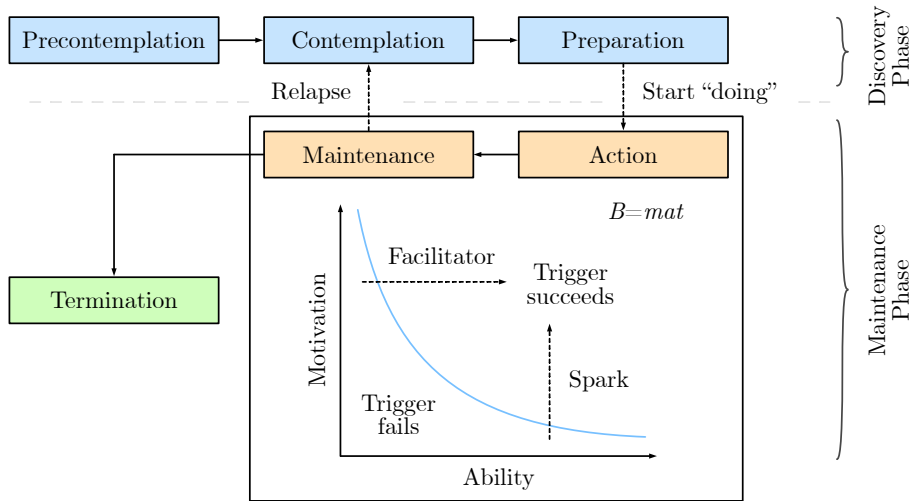 Precontemplation
Contemplation
Preparation
Discovery
Phase
Relapse
Start “doing”
Maintenance
Action
B=mat
Facilitator
Trigger
succeeds
Termination
Motivation
Spark
Trigger
fails
Ability
Maintenance
Phase